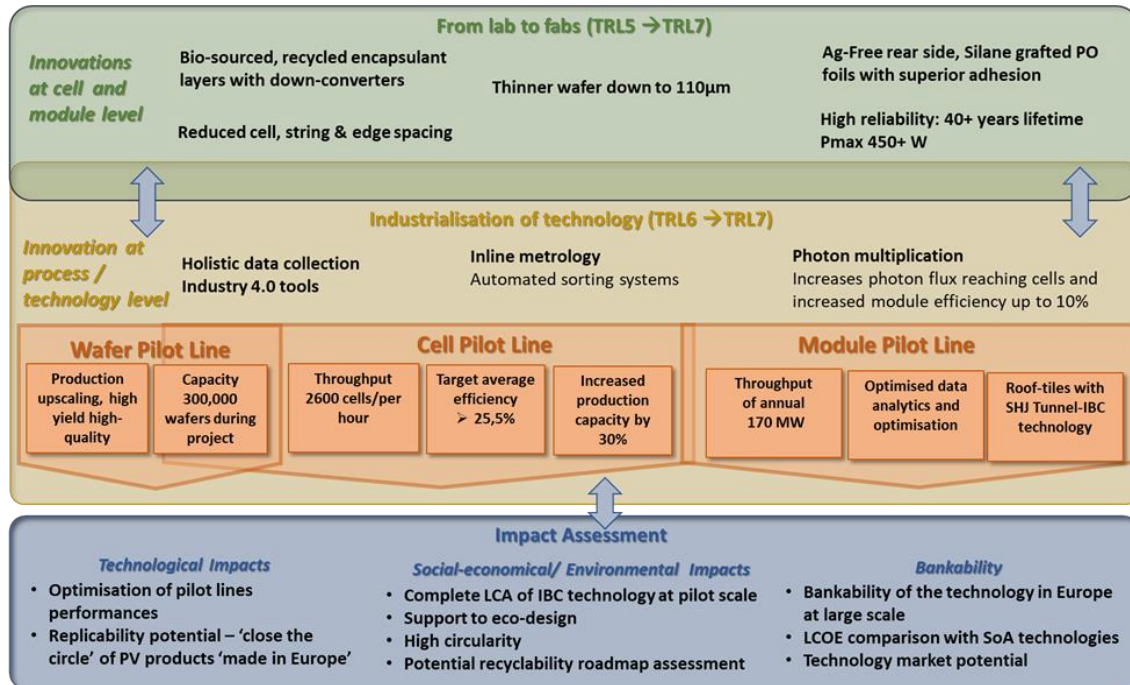 From lab to fabs (TRL5 →TRL7)
Innovations
at cell and
module level
Bio-sourced, recycled encapsulant
layers with down-converters
Reduced cell, string & edge spacing
Thinner wafer down to 110µm
Ag-Free rear side, Silane grafted PO
foils with superior adhesion
High reliability: 40+ years lifetime
Pmax 450+ W
Industrialisation of technology (TRL6 →TRL7)
Innovation at
process /
technology level
Holistic data collection
Industry 4.0 tools
Inline metrology
Automated sorting systems
Photon multiplication
Increases photon flux reaching cells and
increased module efficiency up to 10%
Wafer Pilot Line
Production
upscaling, high
yield high-
quality
Capacity
300,000
wafers during
project
Cell Pilot Line
Throughput
2600 cells/per
hour
Target average
efficiency
➢ 25,5%
Increased
production
capacity by
30%
Module Pilot Line
Throughput
of annual
170 MW
Optimised data
analytics and
optimisation
Roof-tiles with
SHJ Tunnel-IBC
technology
Impact Assessment
Technological Impacts
• Optimisation of pilot lines
performances
• Replicability potential – ‘close the
circle’ of PV products ‘made in Europe’
Social-economical/ Environmental Impacts
• Complete LCA of IBC technology at pilot scale
• Support to eco-design
• High circularity
• Potential recyclability roadmap assessment
Bankability
• Bankability of the technology in Europe
at large scale
• LCOE comparison with SoA technologies
• Technology market potential